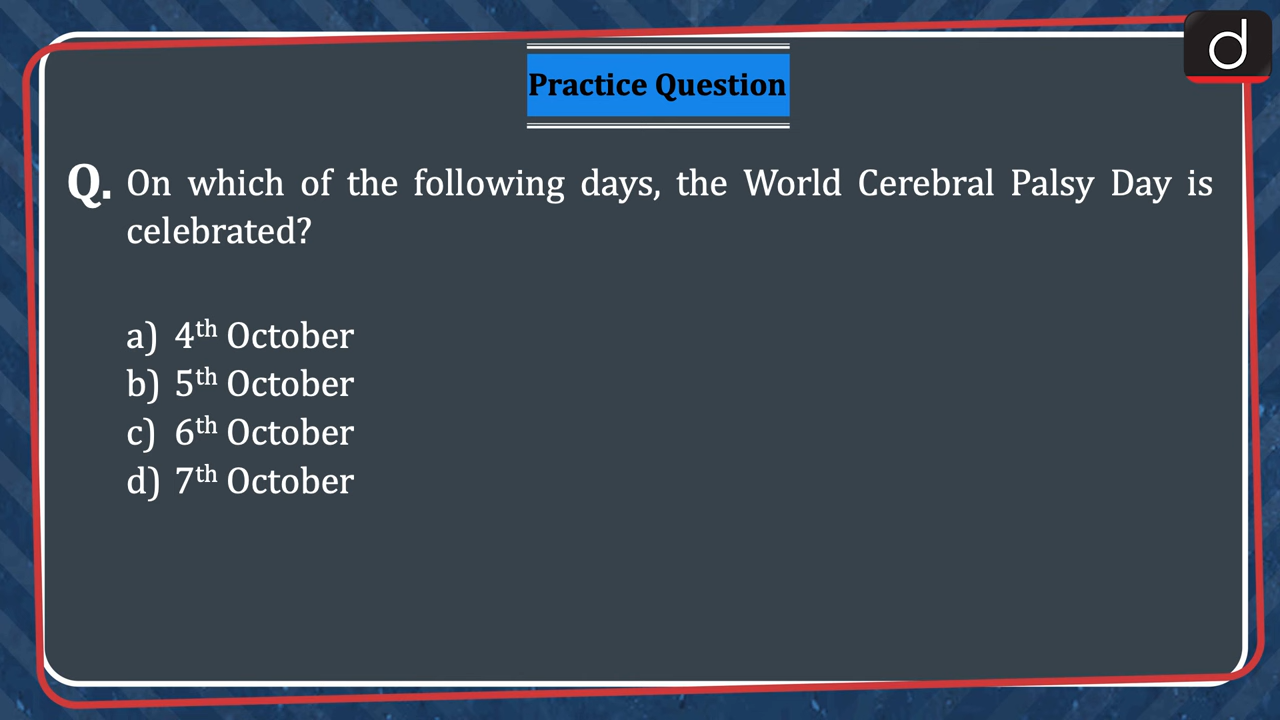 d
Practice Question
Q. On which of the following days, the World Cerebral Palsy Day is
celebrated?
a) 4th October
b) 5th October
c) 6th October
d) 7th October